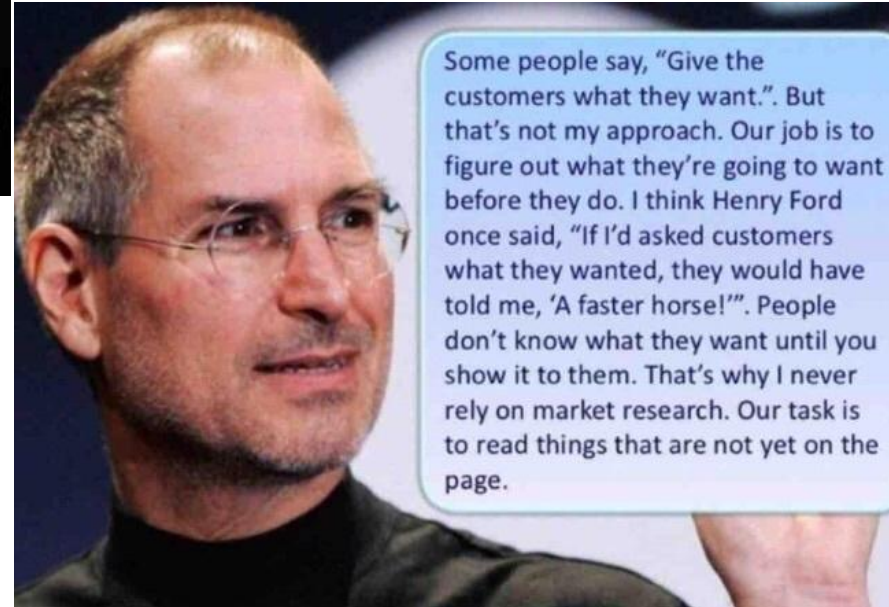 Some people say, “Give the
customers what they want.”. But
that’s not my approach. Our job is to
figure out what they’re going to want
before they do. I think Henry Ford
once said, “If I’d asked customers
what they wanted, they would have
told me, ‘A faster horse!’”. People
don’t know what they want until you
show it to them. That’s why I never
rely on market research. Our task is
to read things that are not yet on the
page.